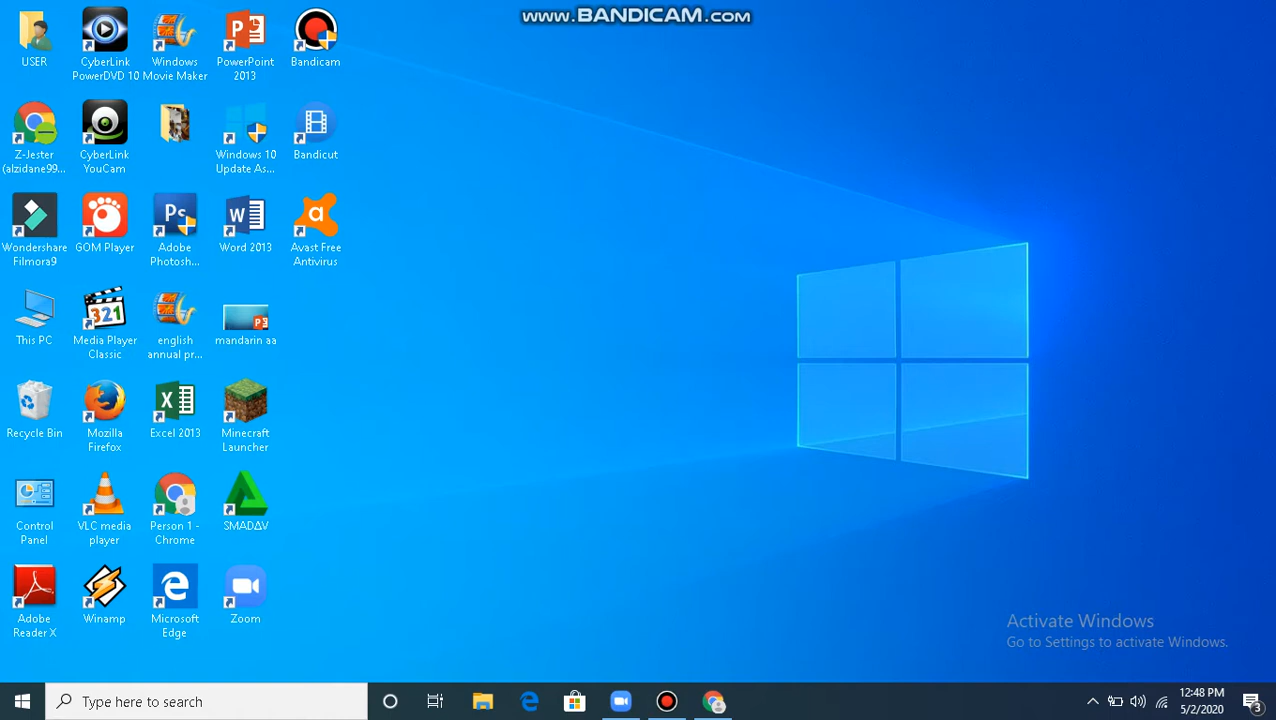 www.BANDICAM.com
USER
CyberLink
PowerDVD 10
Windows
Movie Maker
PowerPoint
2013
Bandicam
Z-Jester
(alzidane99...
CyberLink
YouCam
Windows 10
Update As...
Bandicut
Wondershare
Filmora9
GOM Player
Ps
Adobe
Photosh...
Word 2013
Avast Free
Antivirus
This PC
321
Media Player
Classic
english
annual pr...
mandarin aa
Recycle Bin
Mozilla
Firefox
Excel 2013
Minecraft
Launcher
Control
Panel
VLC media
player
Person 1 -
Chrome
SMADΔV
Adobe
Reader X
Winamp
Microsoft
Edge
Zoom
Activate Windows
Go to Settings to activate Windows.
Type here to search
12:48 PM
5/2/2020
3